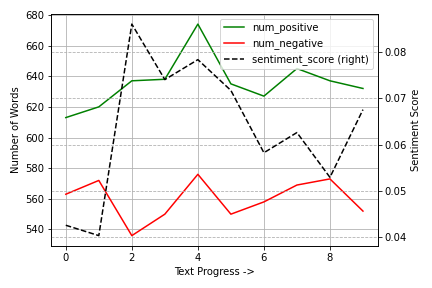 680
660
640
620
600
580
560
540
Number of Words
num_positive
num_negative
sentiment_score (right)
0.08
0.07
0.06
0.05
0.04
Sentiment Score
0 2 4 6 8
Text Progress ->